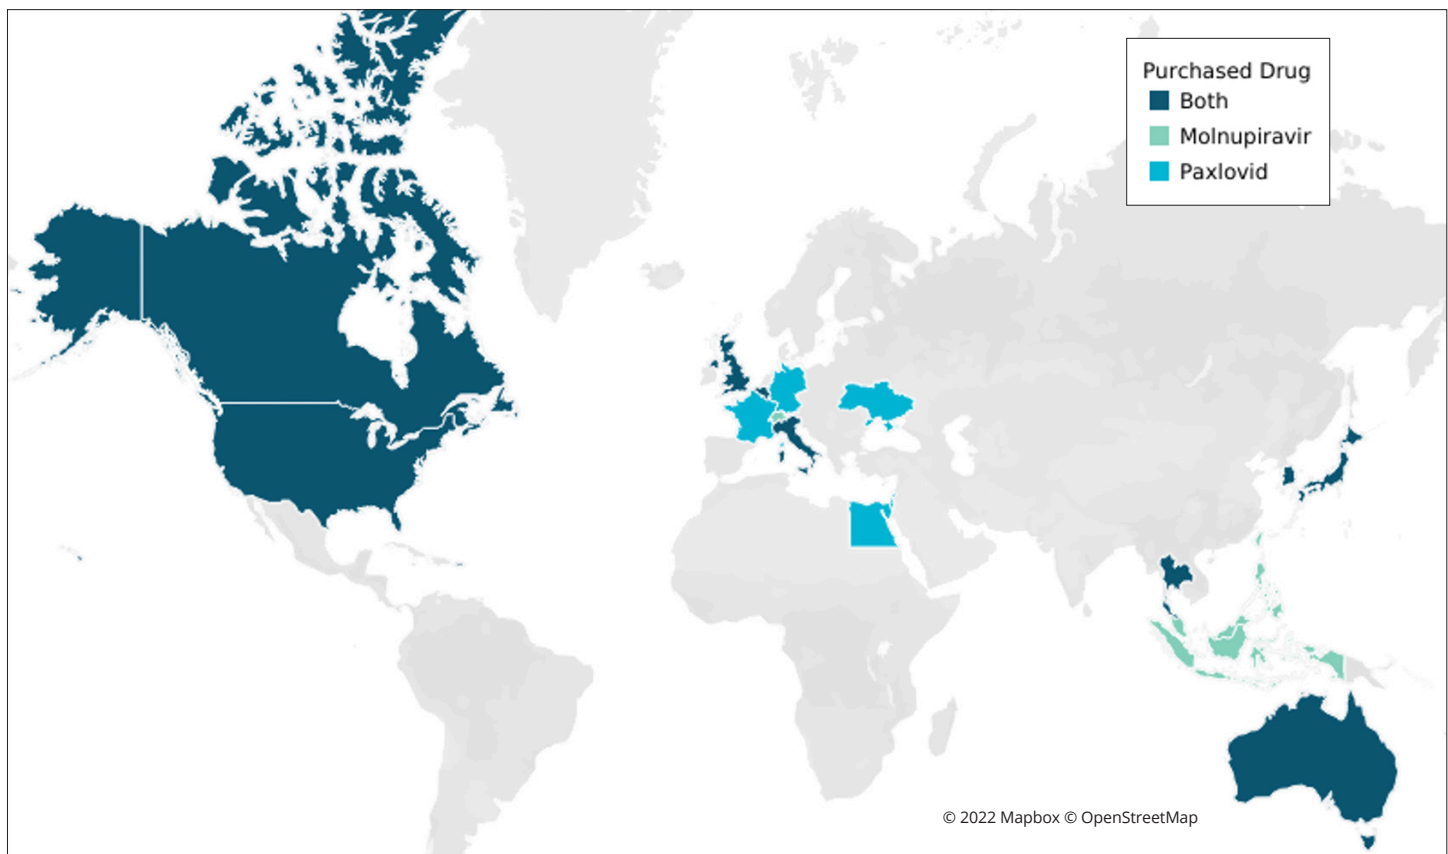 Purchased Drug
Both
Molnupiravir
Paxlovid
© 2022 Mapbox © OpenStreetMap